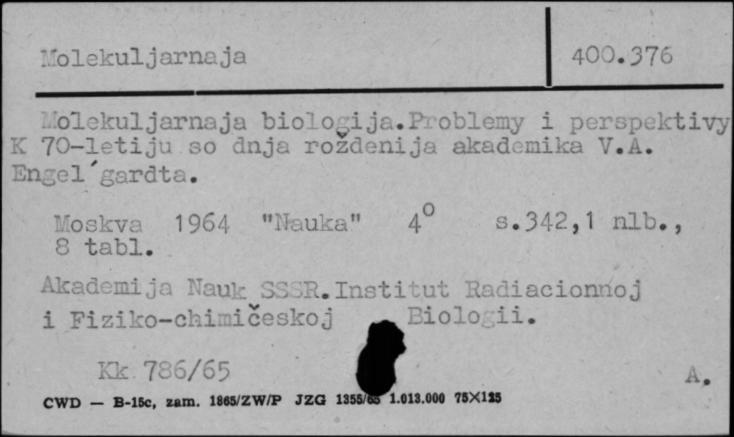 Molekuljarnaja 400.376
Molekuljarnaja biologija.Problemy i perspektivy
K 70-letiju so dnja roždenija akademika V.A.
Engel´gardta.
Moskva 1964 "Nauka" 4° s.342,1 nlb.,
8 tabl.
Akademija Nauk SSSR.Institut Radiacionnoj
i Fiziko-chimičeskoj Biologii.
Kk 786/65 A.
CWD — B-15c, zam. 1865/ZW/P JZG 1355/65 1.013.000 75×125